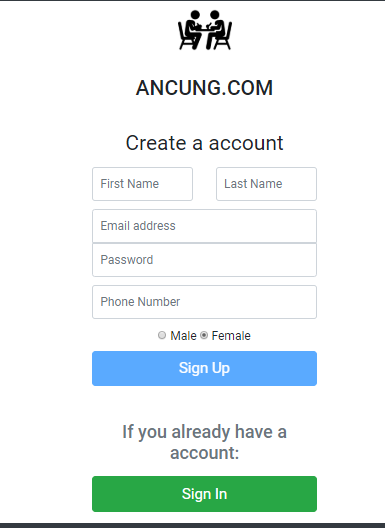 ANCUNG.COM
Create a account
First Name Last Name
Email address
Password
Phone Number
Male Female
Sign Up
If you already have a
account:
Sign In